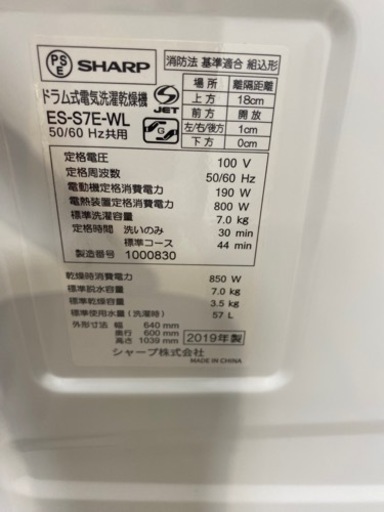 PS
E
SHARP
ドラム式電気洗濯乾燥機
ES-S7E-WL
50/60 Hz共用
S
JET
G
消防法 基準適合 組込形
場所 離隔距離
上方 18cm
前方 開放
左/右/後方 1cm
下方 0cm
定格電圧 100 V
定格周波数 50/60 Hz
電動機定格消費電力 190 W
電熱装置定格消費電力 800 W
標準洗濯容量 7.0 kg
定格時間 洗いのみ 30 min
標準コース 44 min
製造番号 1000830
乾燥時消費電力 850 W
標準脱水容量 7.0 kg
標準乾燥容量 3.5 kg
標準使用水量(洗濯時) 57 L
外形寸法 幅 640 mm
奥行 600 mm
高さ 1039 mm
2019年製
シャープ株式会社
MADE IN CHINA